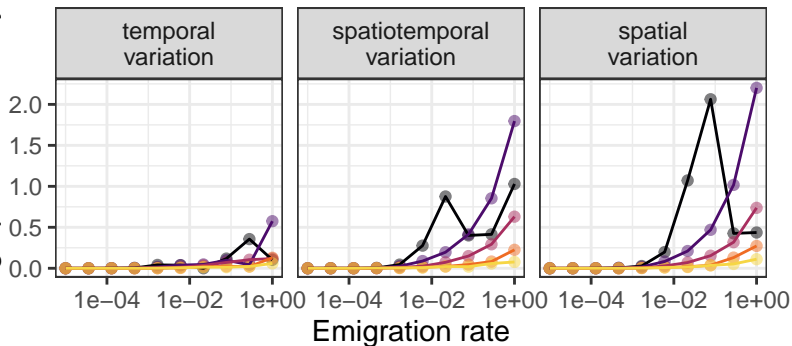 temporal
variation
spatiotemporal
variation
spatial
variation
2.0
1.5
1.0
0.5
0.0
1e−04 1e−02 1e+00 1e−04 1e−02 1e+00 1e−04 1e−02 1e+00
Emigration rate